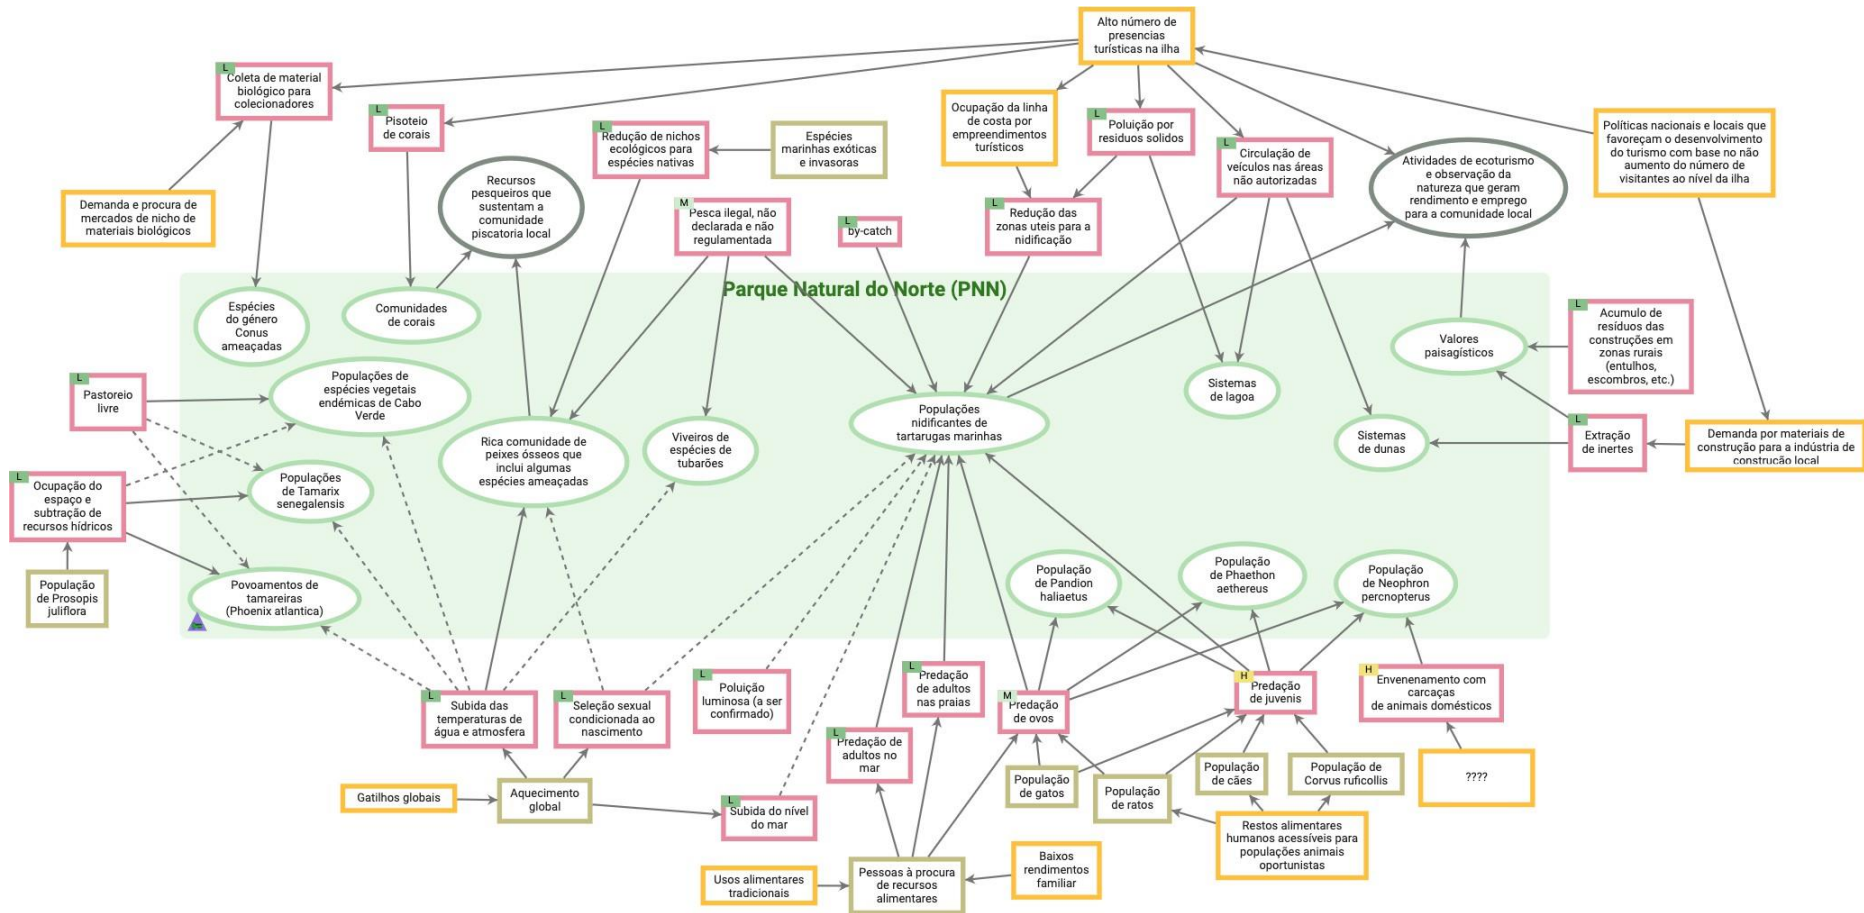 Alto número de
presencias
turísticas na ilha
L
Coleta de material
biológico para
colecionadores
L
Pisoteio
de corais
L
Redução de nichos
ecológicos para
espécies nativas
Espécies
marinhas exóticas
e invasoras
Ocupação da linha
de costa por
empreendimentos
turísticos
L
Poluição por
residuos solidos
L
Circulação de
veículos nas áreas
não autorizadas
Atividades de ecoturismo
e observação da
natureza que geram
rendimento e emprego
para a comunidade local
Políticas nacionais e locais que
favoreçam o desenvolvimento
do turismo com base no não
aumento do número de
visitantes ao nível da ilha
Demanda e procura de
mercados de nicho de
materiais biológicos
Recursos
pesqueiros que
sustentam a
comunidade
piscatoria local
M
Pesca ilegal, não
declarada e não
regulamentada
L
by-catch
L
Redução das
zonas uteis para a
nidificação
Parque Natural do Norte (PNN)
Espécies
do género
Conus
ameaçadas
Comunidades
de corais
Valores
paisagísticos
L
Acumulo de
resíduos das
construções em
zonas rurais
(entulhos,
escombros, etc.)
L
Pastoreio
livre
Populações de
espécies vegetais
endémicas de Cabo
Verde
Rica comunidade de
peixes ósseos que
inclui algumas
espécies ameaçadas
Viveiros de
espécies de
tubarões
Populações
nidificantes de
tartarugas marinhas
Sistemas
de lagoa
Sistemas
de dunas
L
Extração
de inertes
Demanda por materiais de
construção para a indústria de
construção local
L
Ocupação do
espaço e
subtração de
recursos hídricos
Populações
de Tamarix
senegalensis
População
de Prosopis
juliflora
Povoamentos de
tamareiras
(Phoenix atlantica)
População
de Pandion
haliaetus
População
de Phaethon
aethereus
População
de Neophron
percnopterus
L
Subida das
temperaturas de
água e atmosfera
L
Seleção sexual
condicionada ao
nascimento
L
Poluição
luminosa (a ser
confirmado)
L
Predação
de adultos
nas praias
L
Predação de
adultos no
mar
M
Predação
de ovos
H
Predação
de juvenis
H
Envenenamento com
carcaças
de animais domésticos
Gatilhos globais
Aquecimento
global
L
Subida do nível
do mar
População
de gatos
População
de ratos
População
de cães
População de
Corvus ruficollis
????
Restos alimentares
humanos acessíveis para
populações animais
oportunistas
Usos alimentares
tradicionais
Pessoas à procura
de recursos
alimentares
Baixos
rendimentos
familiar